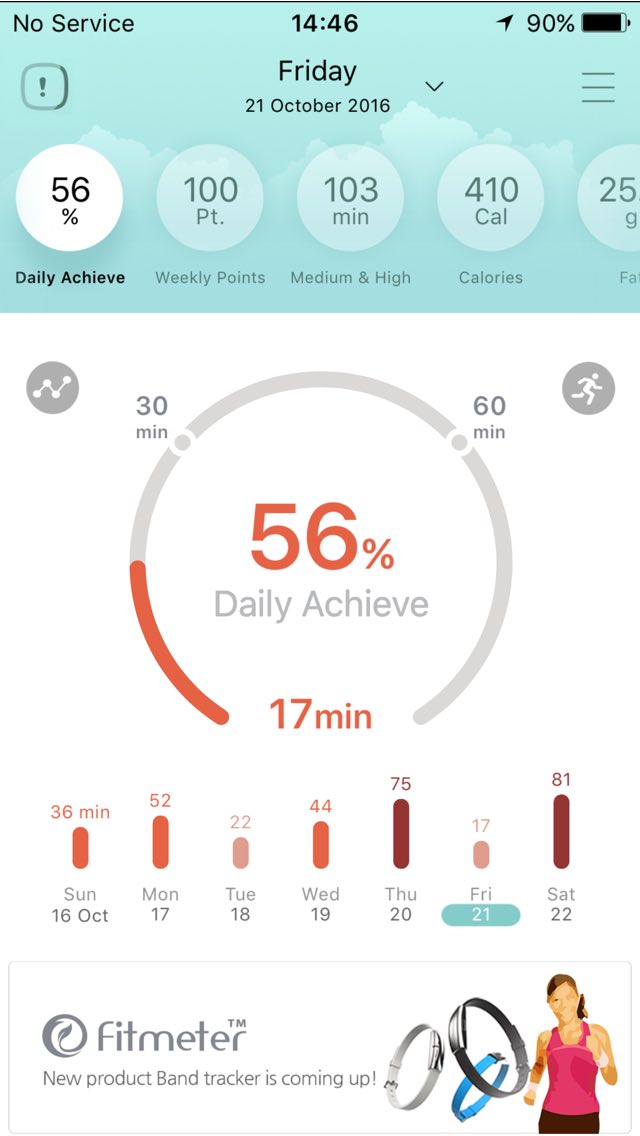 No Service 14:46 90%
Friday
21 October 2016
56 100 103 410 25.
% Pt. min Cal g
Daily Achieve Weekly Points Medium & High Calories Fat
30 60
min min
56%
Daily Achieve
17min
36 min 52 22 44 75 17 81
Sun Mon Tue Wed Thu Fri Sat
16 Oct 17 18 19 20 21 22
Fitmeter™
New product Band tracker is coming up!